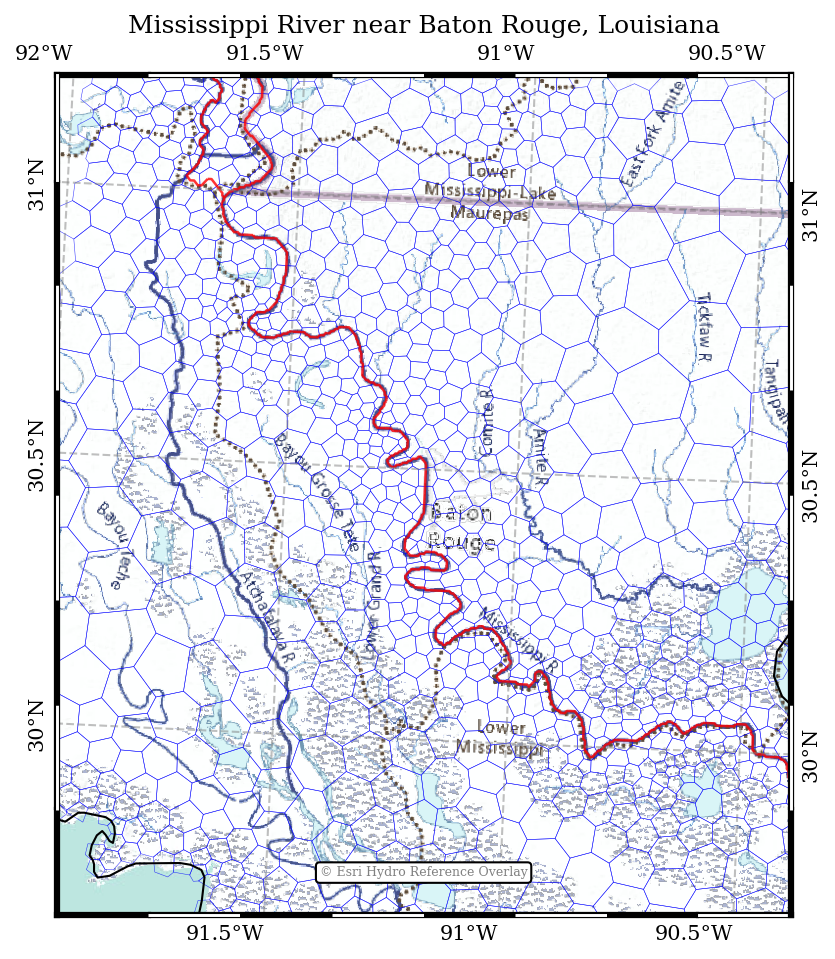 Mississippi River near Baton Rouge, Louisiana
92°W 91.5°W 91°W 90.5°W
East Fork Amite
Lower
Mississippi-Lake
Maurepas
31°N
31°N
Tickfaw R
Tangipah
Comite R
Amite R
30.5°N
30.5°N
Bayou Grosse Tete
Bayou Teche
Baton
Rouge
Lower Grand R
Atchafalaya R
Mississippi R
Lower
Mississippi
30°N
30°N
© Esri Hydro Reference Overlay
91.5°W 91°W 90.5°W